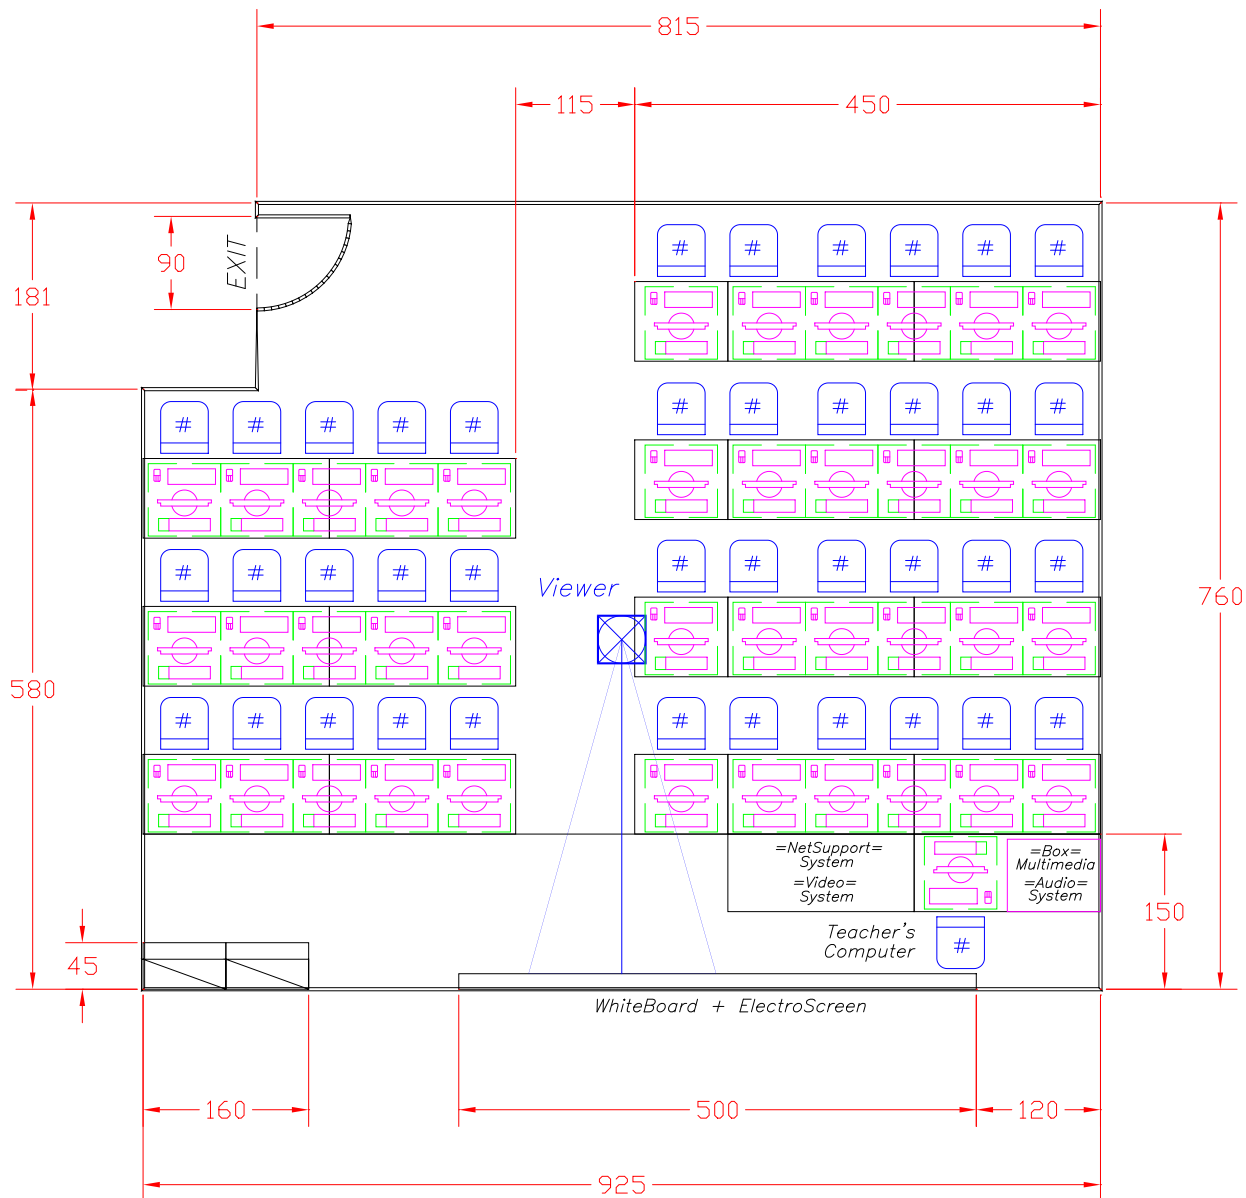 815
115
450
EXIT
90
181
# # # # # #
# # # # # #
# # # # #
Viewer
# # # # # #
# # # # #
760
580
# # # # # #
# # # # #
=NetSupport=
System
=Video=
System
=Box=
Multimedia
=Audio=
System
150
Teacher's
Computer
#
45
WhiteBoard + ElectroScreen
160
500
120
925